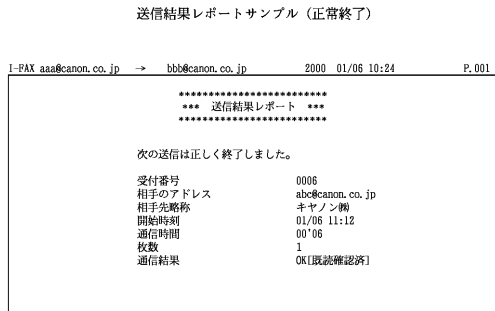 送信結果レポートサンプル（正常終了）
I-FAX aaa@canon.co.jp → bbb@canon.co.jp 2000 01/06 10:24 P.001
*************************
*** 送信結果レポート ***
*************************
次の送信は正しく終了しました。
受付番号 0006
相手のアドレス abc@canon.co.jp
相手先略称 キヤノン㈱
開始時刻 01/06 11:12
通信時間 00'06
枚数 1
通信結果 OK[既読確認済]